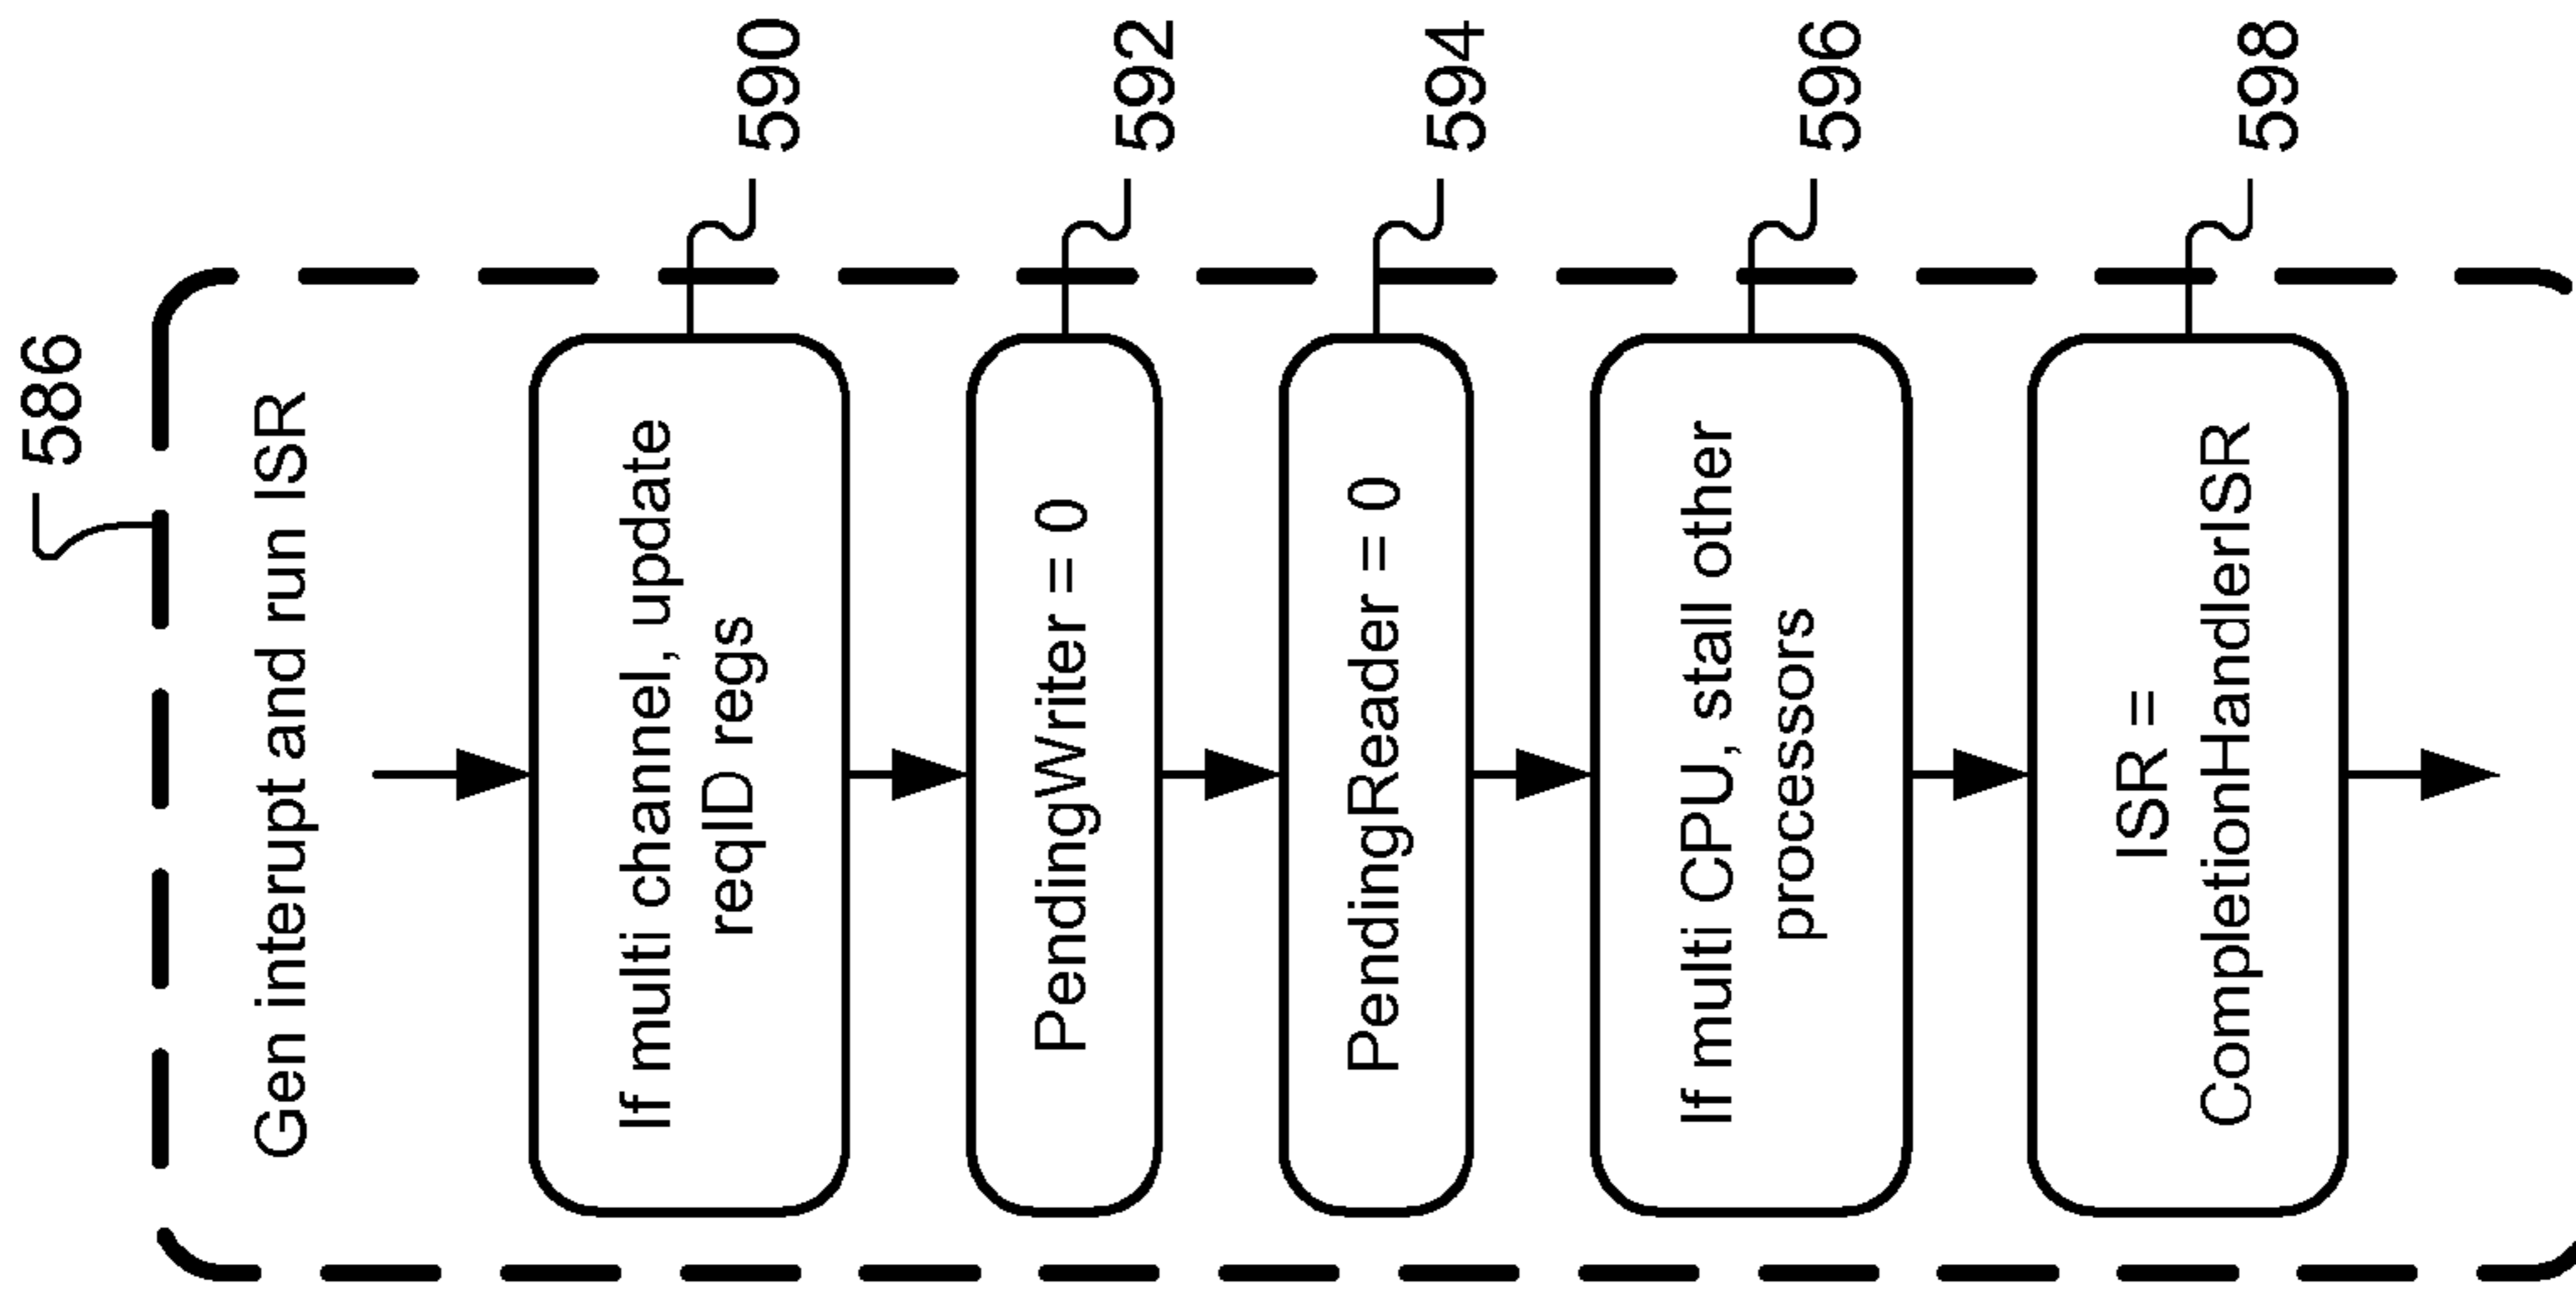 586
Gen interupt and run ISR
If multi channel, update
reqID regs
590
PendingWriter = 0
592
PendingReader = 0
594
If multi CPU, stall other
processors
596
ISR =
CompletionHandlerISR
598